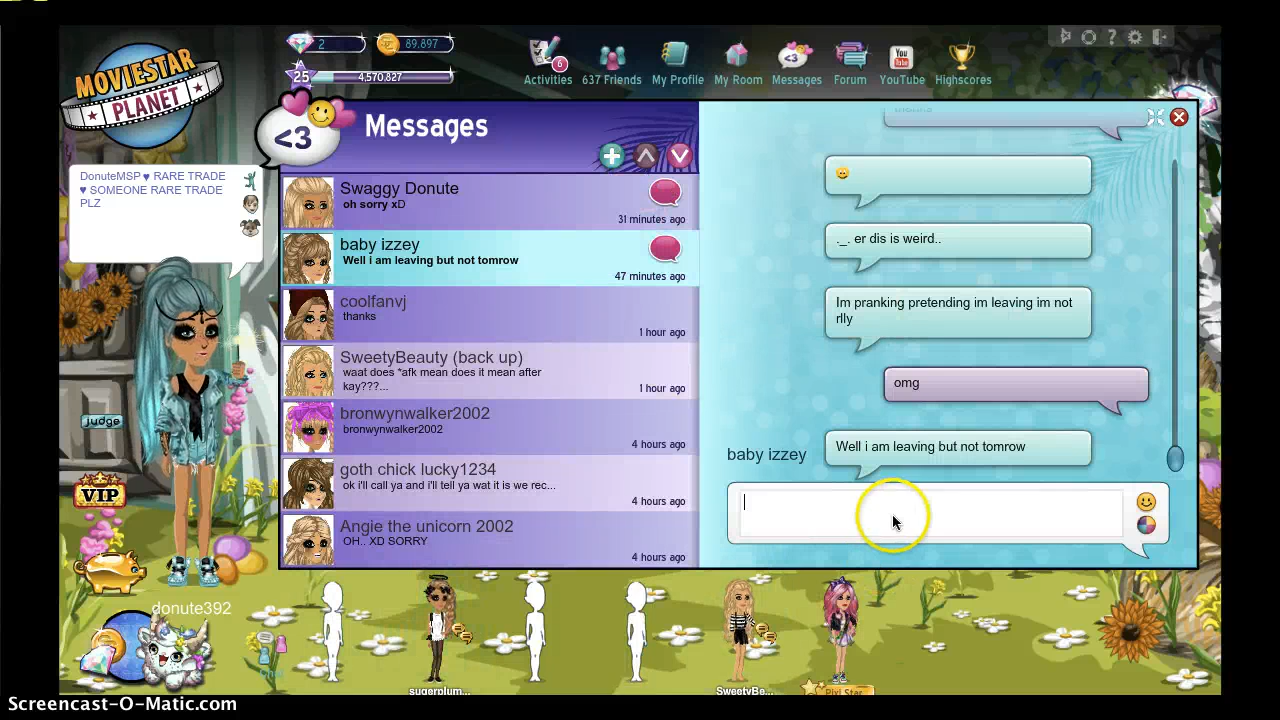 2
89.897
25
4,570,827
6
Activities
637 Friends
My Profile
My Room
<3
Messages
Forum
You
Tube
YouTube
Highscores
MOVIESTAR
PLANET
<3
Messages
DonuteMSP ♥ RARE TRADE
♥ SOMEONE RARE TRADE
PLZ
Swaggy Donute
oh sorry xD
31 minutes ago
baby izzey
Well i am leaving but not tomrow
47 minutes ago
coolfanvj
thanks
1 hour ago
SweetyBeauty (back up)
waat does *afk mean does it mean after
kay???...
1 hour ago
bronwynwalker2002
bronwynwalker2002
4 hours ago
goth chick lucky1234
ok i'll call ya and i'll tell ya wat it is we rec...
4 hours ago
Angie the unicorn 2002
OH.. XD SORRY
4 hours ago
thanks
._. er dis is weird..
Im pranking pretending im leaving im not
rlly
omg
baby izzey
Well i am leaving but not tomrow
judge
VIP
donute392
Chat
sugerplum...
SweetyBe...
Pixi Star
Screencast-O-Matic.com